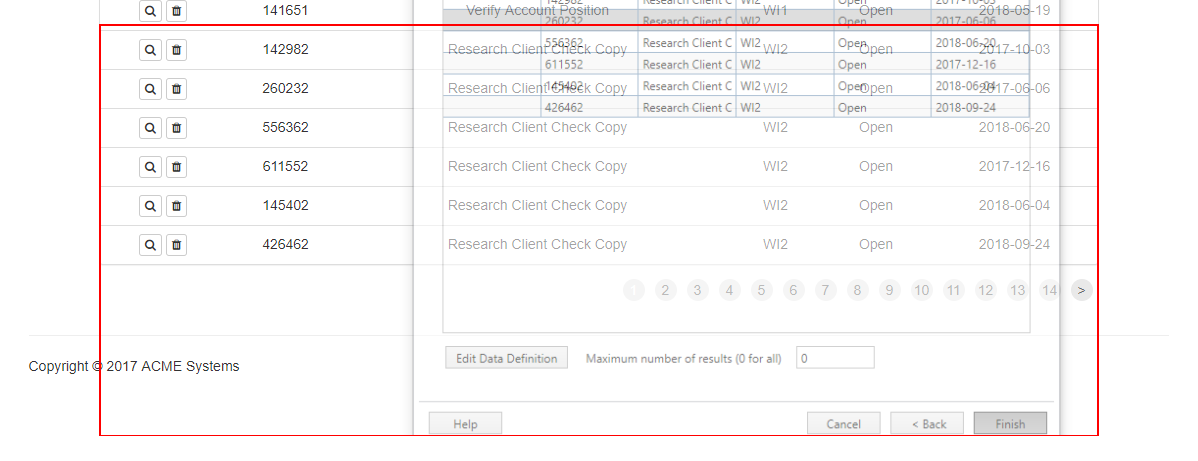 142982 WI2 Open 2017-10-03
141651 Verify Account Position WI1 Open 2018-05-19
260232 Research Client C WI2 Open 2017-06-06
556362 Research Client C WI2 Open 2018-06-20
142982 Research Client Check Copy WI2 Open 2017-10-03
611552 Research Client C WI2 Open 2017-12-16
145402 Research Client C WI2 Open 2018-06-04
260232 Research Client Check Copy WI2 Open 2017-06-06
426462 Research Client C WI2 Open 2018-09-24
556362 Research Client Check Copy WI2 Open 2018-06-20
611552 Research Client Check Copy WI2 Open 2017-12-16
145402 Research Client Check Copy WI2 Open 2018-06-04
426462 Research Client Check Copy WI2 Open 2018-09-24
1 2 3 4 5 6 7 8 9 10 11 12 13 14 >
Edit Data Definition Maximum number of results (0 for all) 0
Copyright © 2017 ACME Systems
Help Cancel < Back Finish